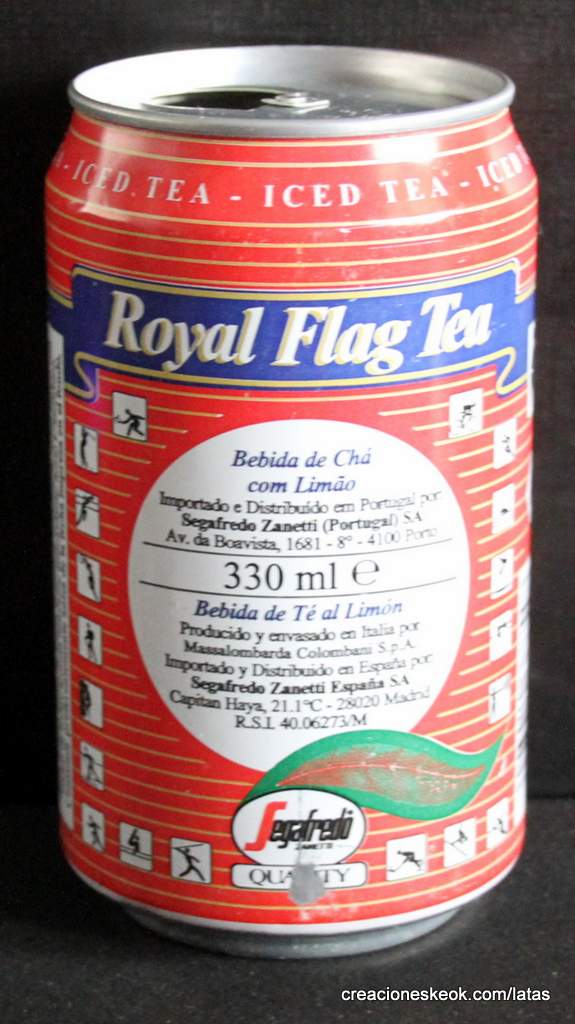 - ICED TEA - ICED TEA - ICED
Royal Flag Tea
Bebida de Chá
com Limão
Importado e Distribuído em Portugal por
Segafredo Zanetti (Portugal) SA
Av. da Boavista, 1681 - 8º - 4100 Porto
330 ml ℮
Bebida de Té al Limón
Producido y envasado en Italia por
Massalombarda Colombani S.p.A.
Importado y Distribuido en España por
Segafredo Zanetti España SA
Capitan Haya, 21.1ºC - 28020 Madrid
R.S.I. 40.06273/M
Segafredo
ZANETTI
creacioneskeok.com/latas